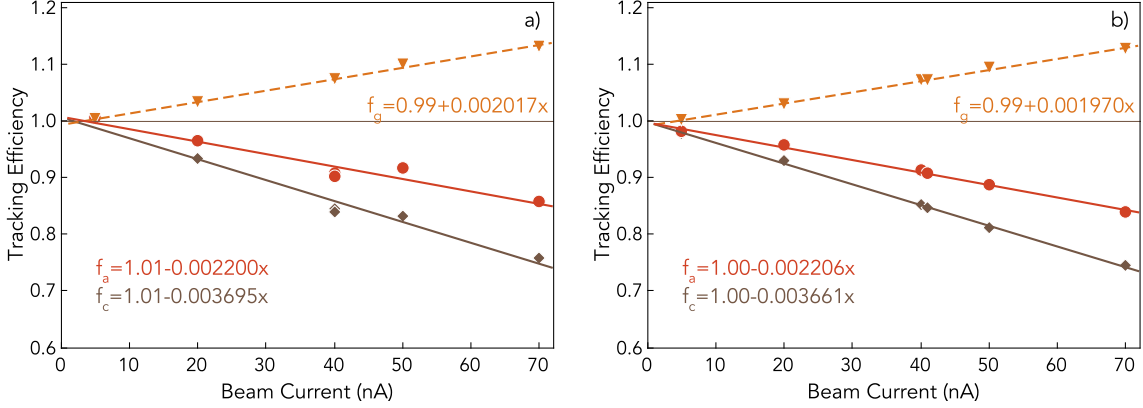 a)
1.2
1.1
1.0
0.9
0.8
0.7
0.6
Tracking Efficiency
f_g=0.99+0.002017x
f_a=1.01-0.002200x
f_c=1.01-0.003695x
0 10 20 30 40 50 60 70
Beam Current (nA)
b)
1.2
1.1
1.0
0.9
0.8
0.7
0.6
Tracking Efficiency
f_g=0.99+0.001970x
f_a=1.00-0.002206x
f_c=1.00-0.003661x
0 10 20 30 40 50 60 70
Beam Current (nA)